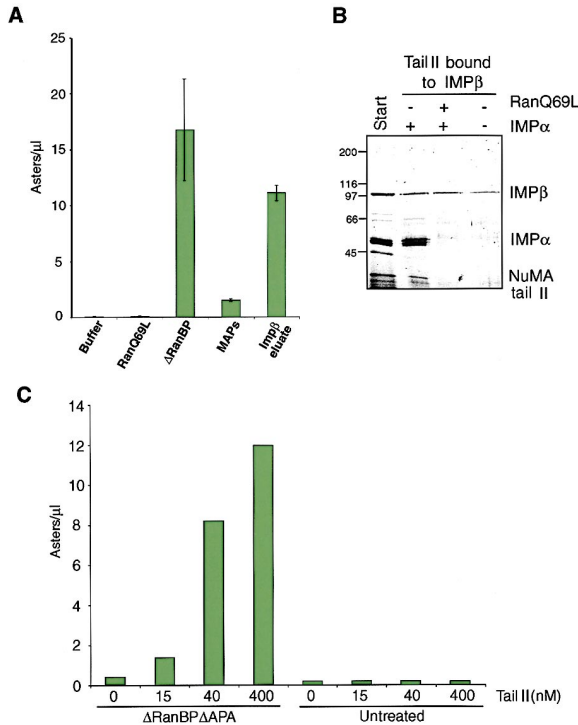 A
25
20
15
10
5
0
Asters/µl
Buffer
RanQ69L
ΔRanBP
MAPs
Impβ
eluate
B
Tail II bound
to IMPβ
Start
- + - RanQ69L
+ + - IMPα
200
116
97
66
45
IMPβ
IMPα
NuMA
tail II
C
14
12
10
8
6
4
2
0
Asters/µl
0 15 40 400 0 15 40 400 Tail II(nM)
ΔRanBPΔAPA Untreated